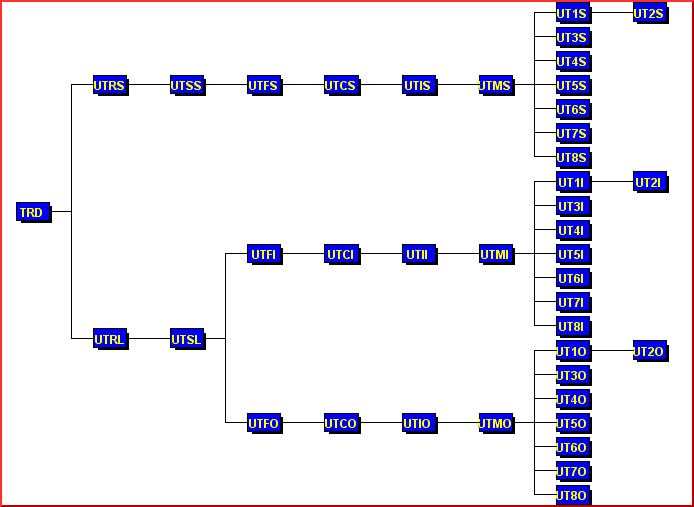 UT1S UT2S
UT3S
UT4S
UTRS UTSS UTFS UTCS UTIS UTMS UT5S
UT6S
UT7S
UT8S
UT1I UT2I
UT3I
TRD
UT4I
UTFI UTCI UTII UTMI UT5I
UT6I
UT7I
UT8I
UTRL UTSL
UT1O UT2O
UT3O
UT4O
UTFO UTCO UTIO UTMO UT5O
UT6O
UT7O
UT8O